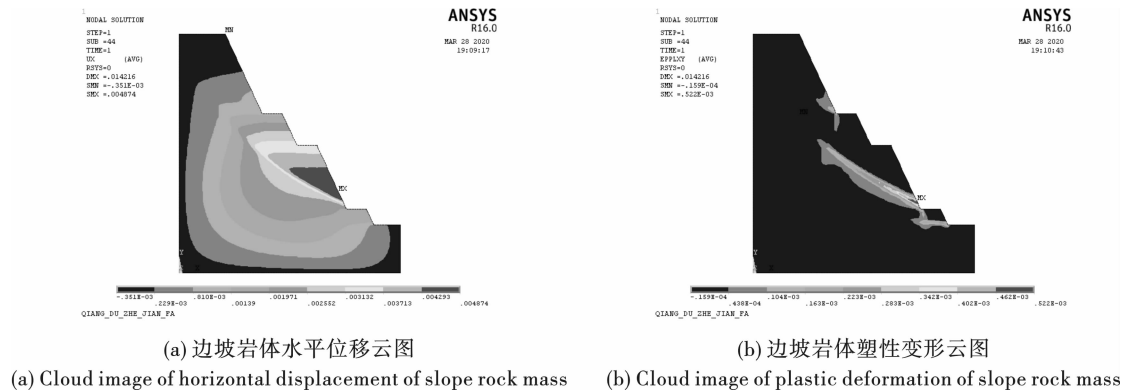 1
NODAL SOLUTION
STEP=1
SUB =44
TIME=1
UX (AVG)
RSYS=0
DMX =.014216
SMN =-.351E-03
SMX =.004874
ANSYS
R16.0
MAR 28 2020
19:09:17
MN
MX
Y
-.351E-03 .810E-03 .001971 .003132 .004293
.229E-03 .00139 .002552 .003713 .004874
QIANG_DU_ZHE_JIAN_FA
(a) 边坡岩体水平位移云图
(a) Cloud image of horizontal displacement of slope rock mass
1
NODAL SOLUTION
STEP=1
SUB =44
TIME=1
EPPLXY (AVG)
RSYS=0
DMX =.014216
SMN =-.159E-04
SMX =.522E-03
ANSYS
R16.0
MAR 28 2020
19:10:43
MN
MX
Y
X
-.159E-04 .104E-03 .223E-03 .342E-03 .462E-03
.438E-04 .163E-03 .283E-03 .402E-03 .522E-03
QIANG_DU_ZHE_JIAN_FA
(b) 边坡岩体塑性变形云图
(b) Cloud image of plastic deformation of slope rock mass